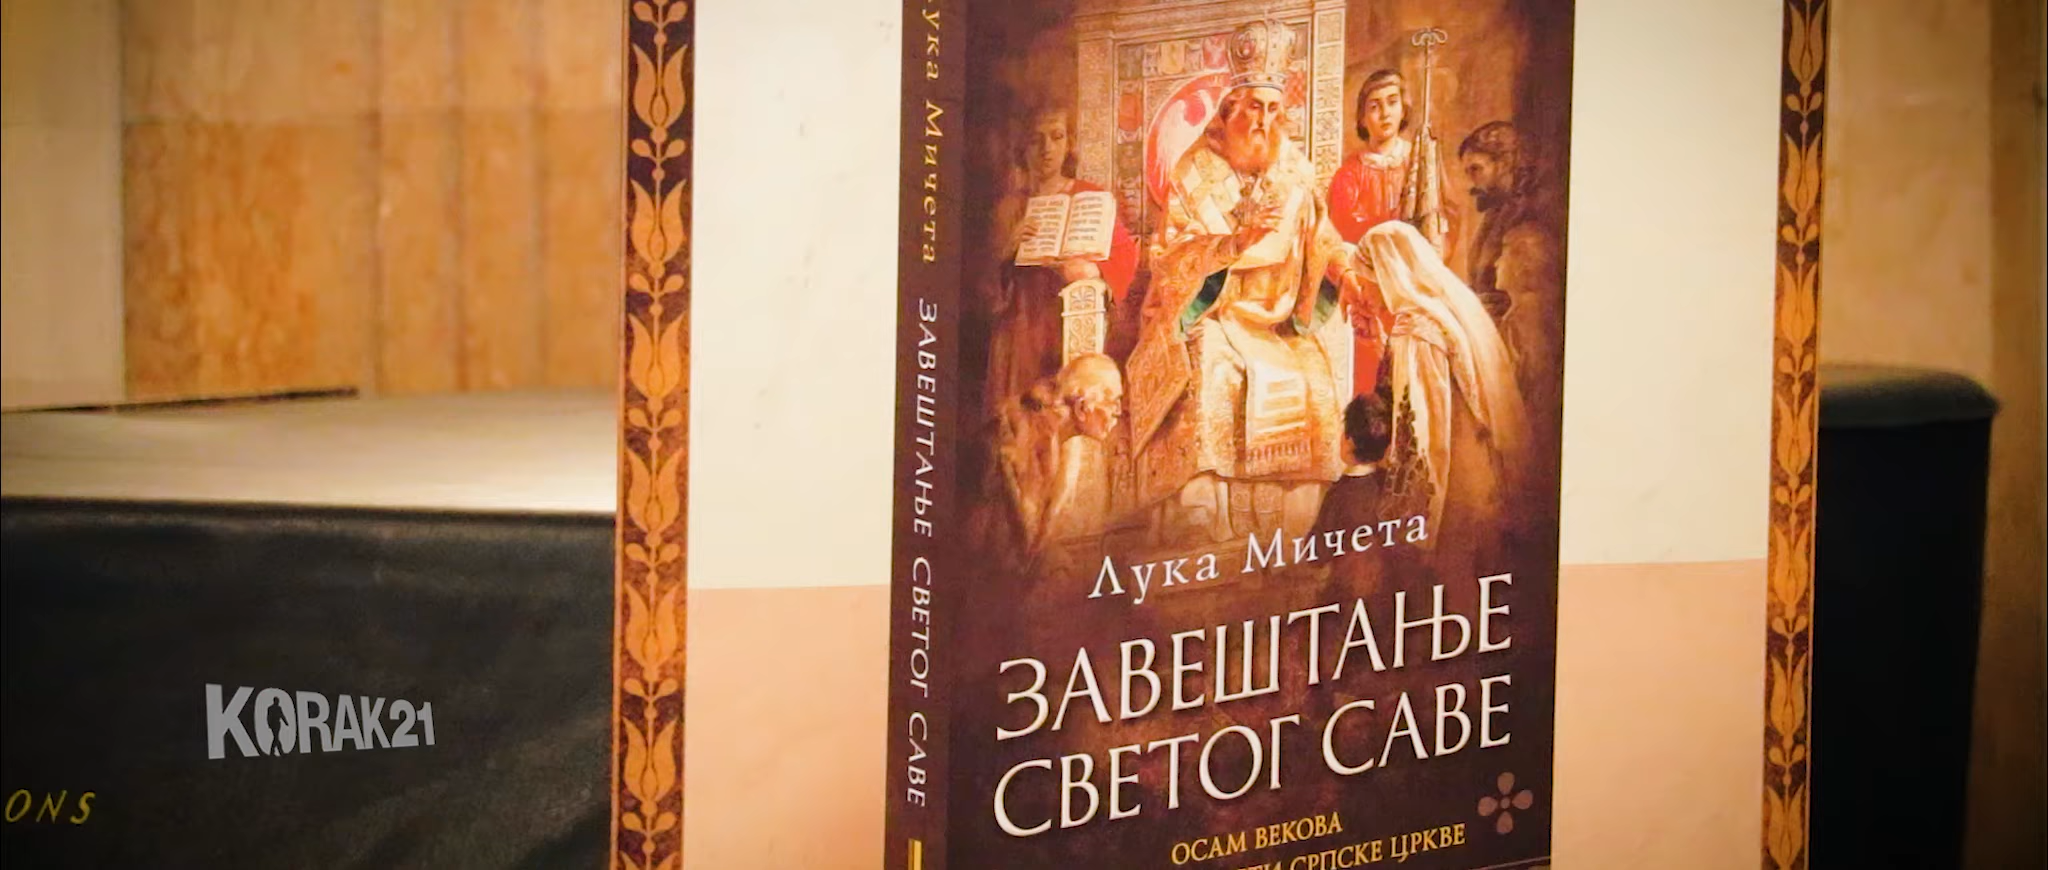 Лука Мичета ЗАВЕШТАЊЕ СВЕТОГ САВЕ
Лука Мичета
ЗАВЕШТАЊЕ
СВЕТОГ САВЕ
ОСАМ ВЕКОВА
СРПСКЕ ЦРКВЕ
KORAK21
ONS